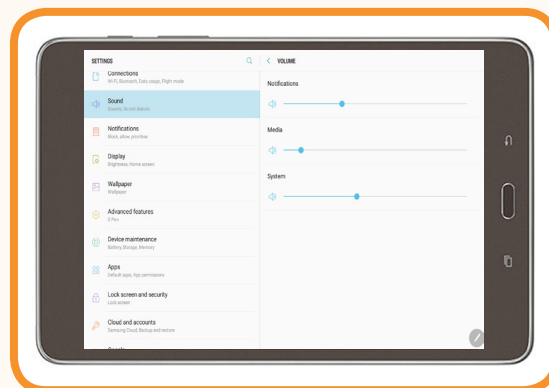 SETTINGS
Connections
Wi-Fi, Bluetooth, Data usage, Flight mode
Sound
Sounds, Do not disturb
Notifications
Block, allow, prioritise
Display
Brightness, Home screen
Wallpaper
Wallpaper
Advanced features
S Pen
Device maintenance
Battery, Storage, Memory
Apps
Default apps, App permissions
Lock screen and security
Lock screen
Cloud and accounts
Samsung Cloud, Backup and restore
VOLUME
Notifications
Media
System